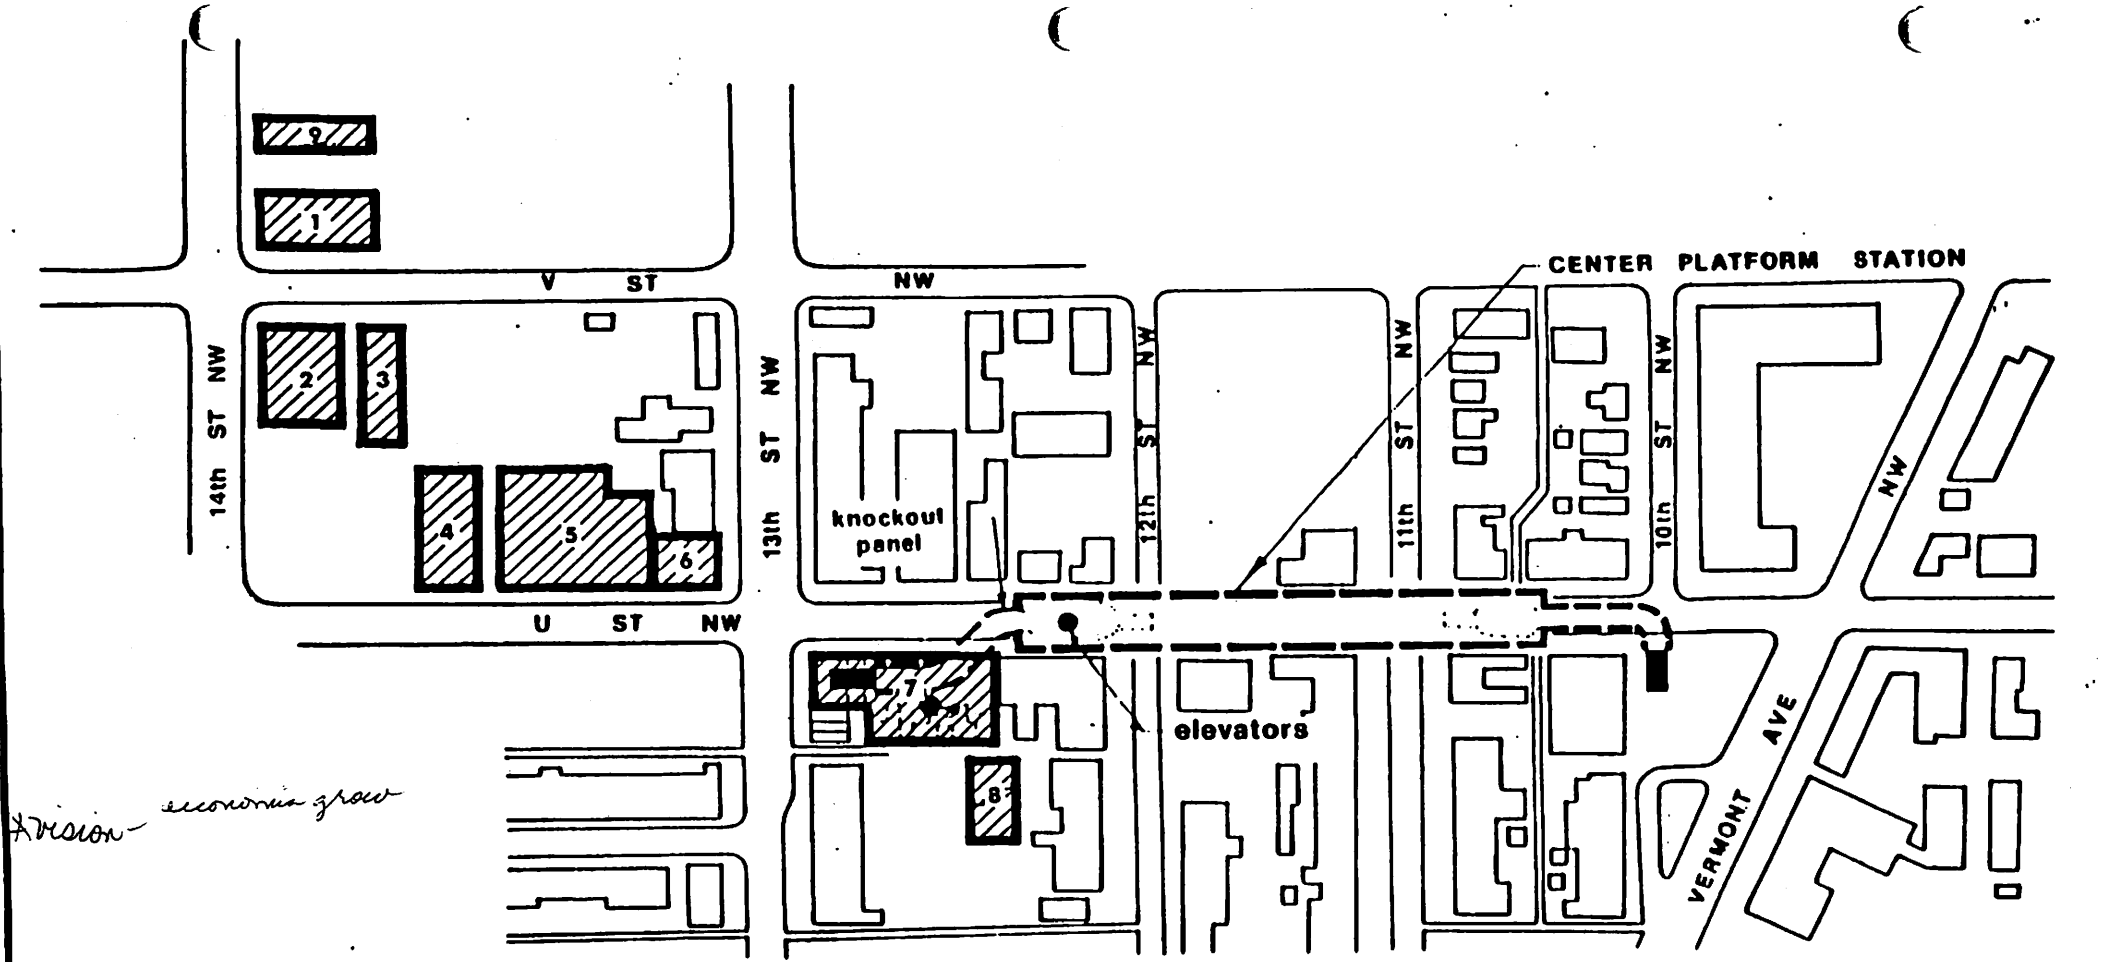 9
1
V ST NW
CENTER PLATFORM STATION
2
3
14th ST NW
13th ST NW
12th ST NW
11th ST NW
10th ST NW
NW
knockout
panel
4
5
6
U ST NW
7
elevators
VERMONT AVE
8
vision -